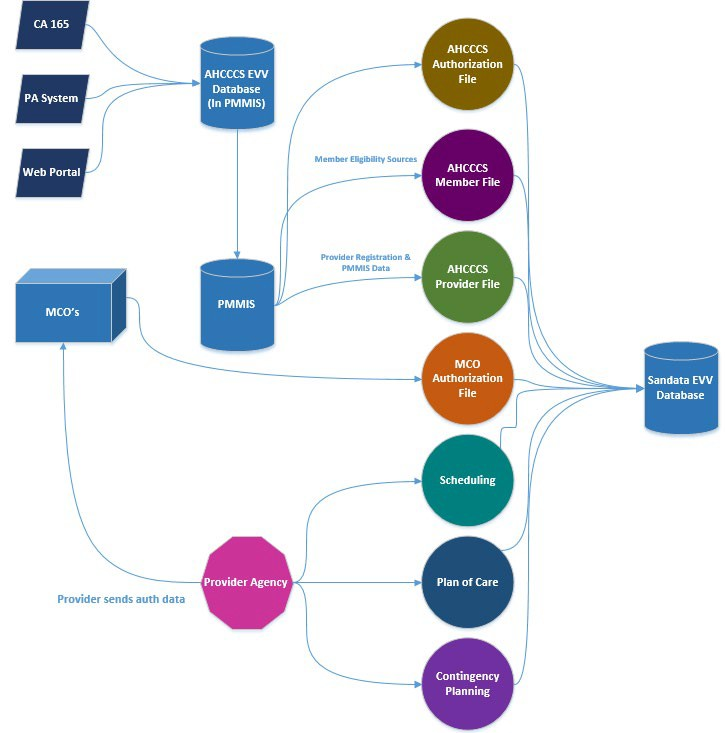 CA 165
PA System
Web Portal
AHCCCS EVV
Database
(In PMMIS)
PMMIS
MCO's
Provider Agency
Provider sends auth data
Member Eligibility Sources
Provider Registration &
PMMIS Data
AHCCCS
Authorization
File
AHCCCS
Member File
AHCCCS
Provider File
MCO
Authorization
File
Scheduling
Plan of Care
Contingency
Planning
Sandata EVV
Database